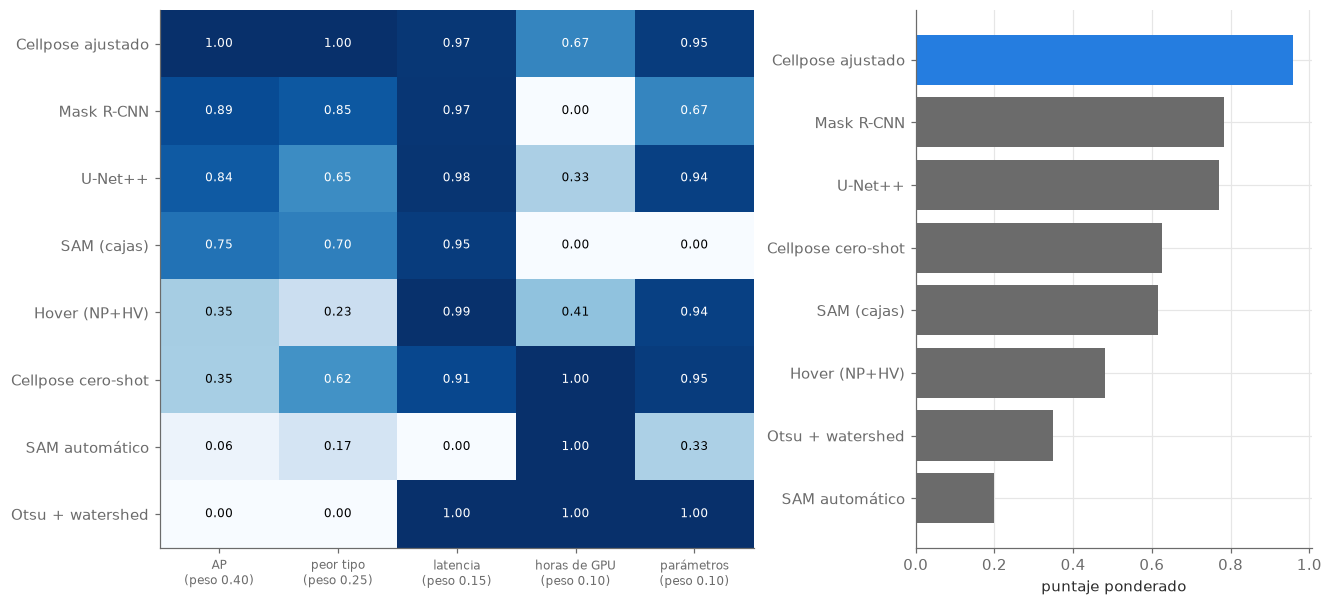 Cellpose ajustado 1.00 1.00 0.97 0.67 0.95
Mask R-CNN 0.89 0.85 0.97 0.00 0.67
U-Net++ 0.84 0.65 0.98 0.33 0.94
SAM (cajas) 0.75 0.70 0.95 0.00 0.00
Hover (NP+HV) 0.35 0.23 0.99 0.41 0.94
Cellpose cero-shot 0.35 0.62 0.91 1.00 0.95
SAM automático 0.06 0.17 0.00 1.00 0.33
Otsu + watershed 0.00 0.00 1.00 1.00 1.00
AP
(peso 0.40)
peor tipo
(peso 0.25)
latencia
(peso 0.15)
horas de GPU
(peso 0.10)
parámetros
(peso 0.10)
Cellpose ajustado
Mask R-CNN
U-Net++
Cellpose cero-shot
SAM (cajas)
Hover (NP+HV)
Otsu + watershed
SAM automático
0.0 0.2 0.4 0.6 0.8 1.0
puntaje ponderado